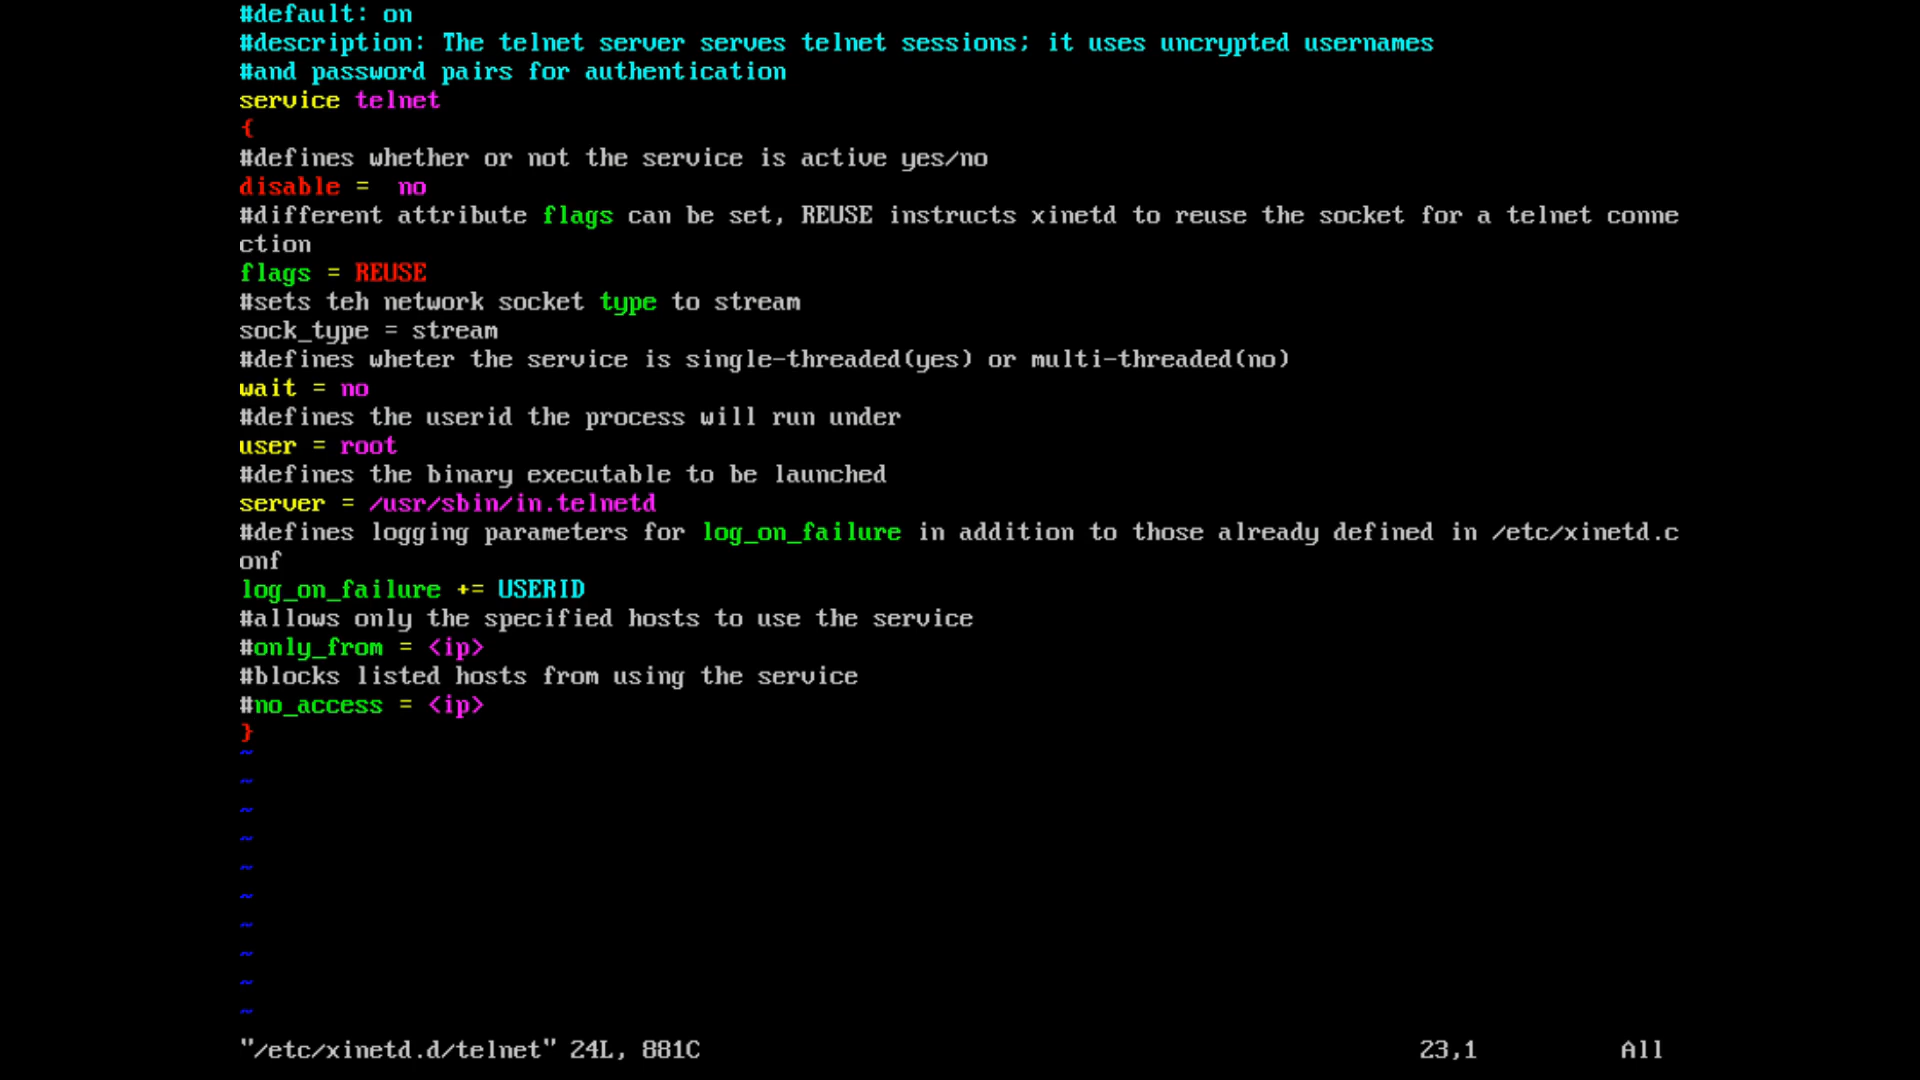 #default: on
#description: The telnet server serves telnet sessions; it uses uncrypted usernames
#and password pairs for authentication
service telnet
{
#defines whether or not the service is active yes/no
disable =  no
#different attribute flags can be set, REUSE instructs xinetd to reuse the socket for a telnet conne
ction
flags = REUSE
#sets teh network socket type to stream
sock_type = stream
#defines wheter the service is single-threaded(yes) or multi-threaded(no)
wait = no
#defines the userid the process will run under
user = root
#defines the binary executable to be launched
server = /usr/sbin/in.telnetd
#defines logging parameters for log_on_failure in addition to those already defined in /etc/xinetd.c
onf
log_on_failure += USERID
#allows only the specified hosts to use the service
#only_from = <ip>
#blocks listed hosts from using the service
#no_access = <ip>
}
~
~
~
~
~
~
~
~
~
~
"/etc/xinetd.d/telnet" 24L, 881C 23,1 All